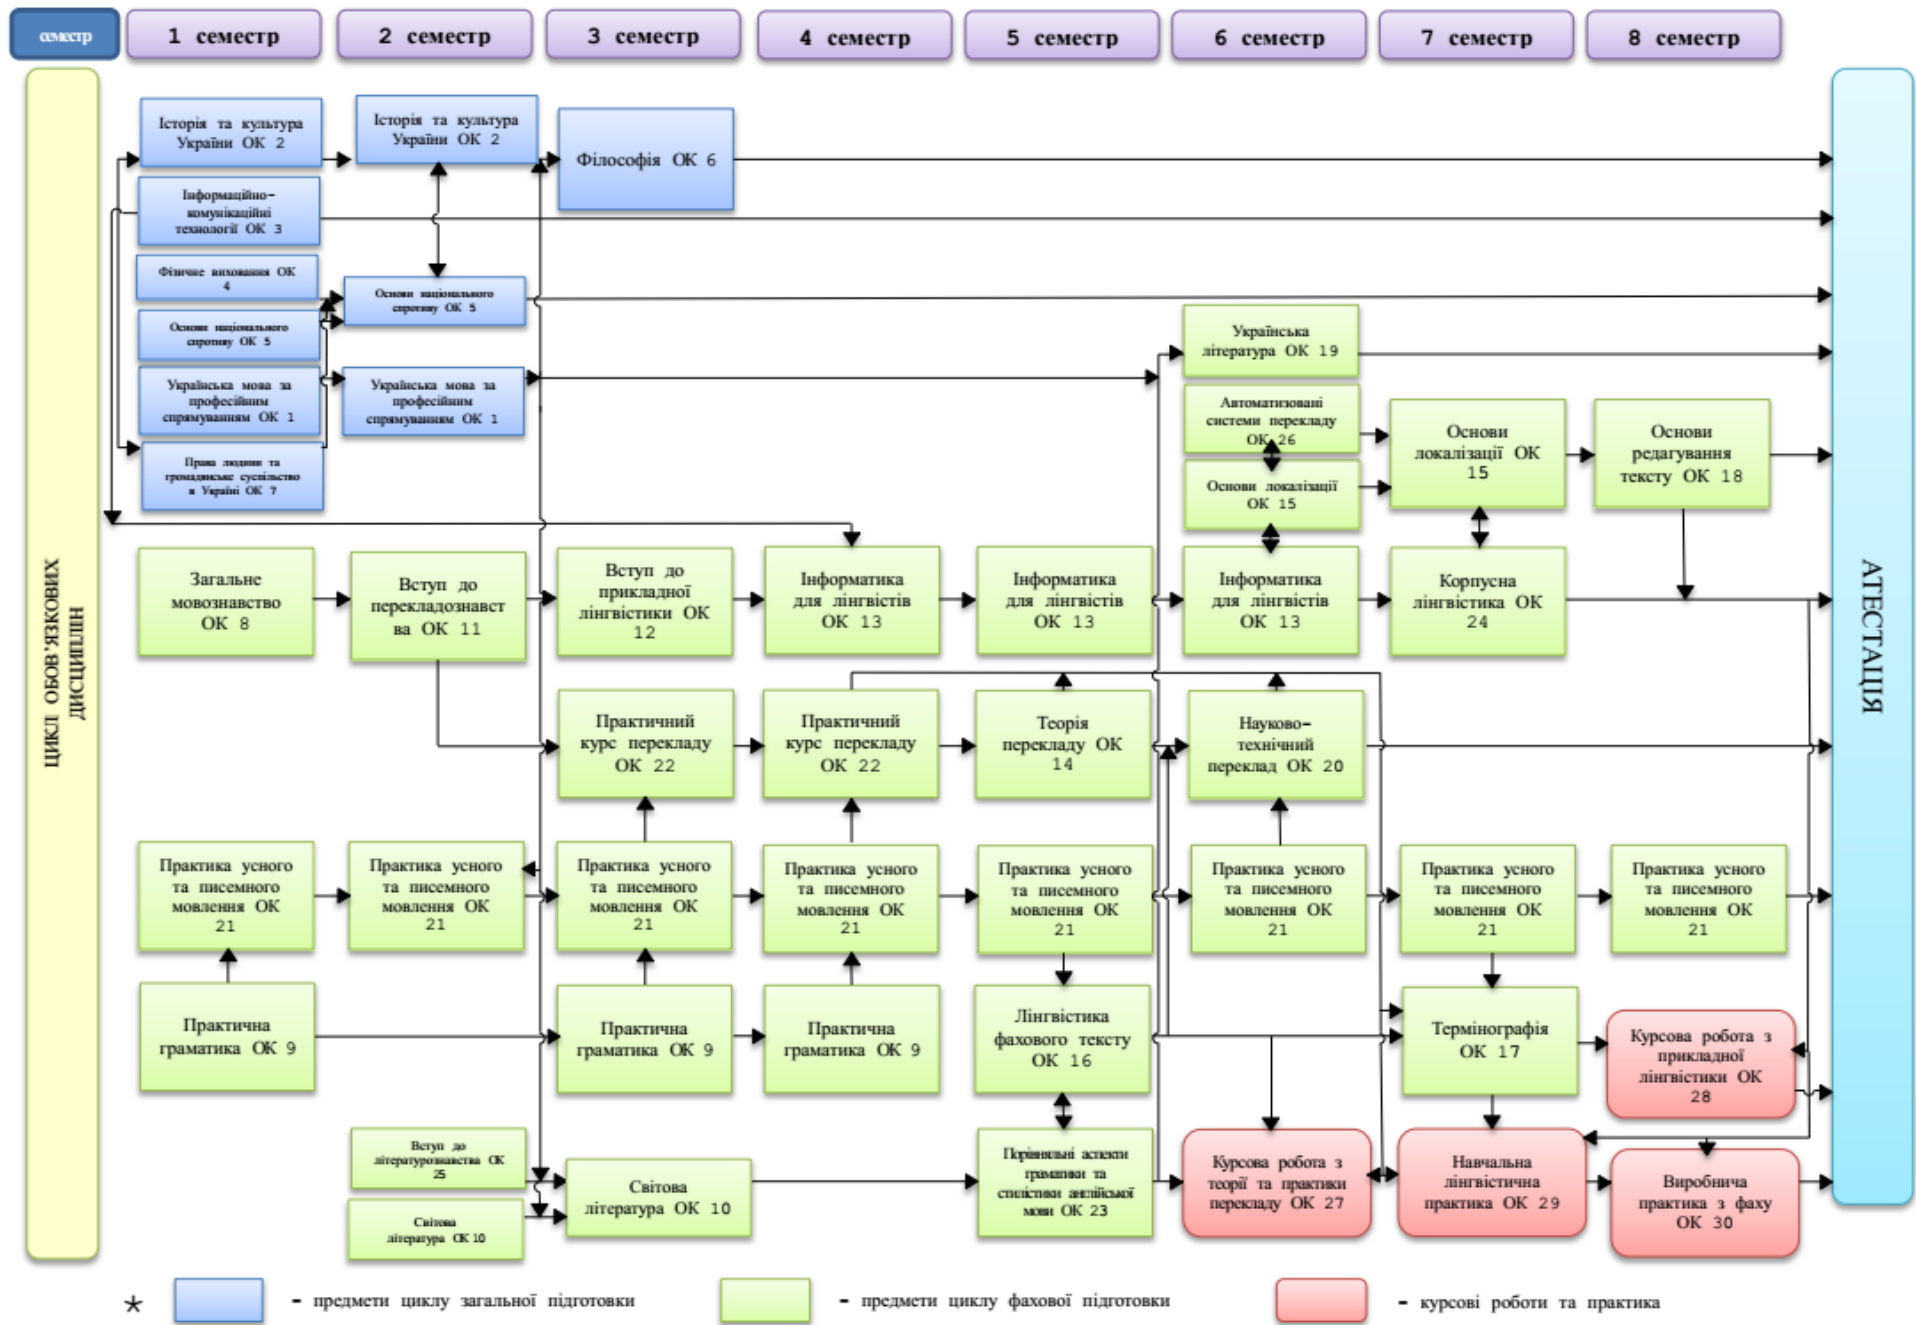 семестр
1 семестр
2 семестр
3 семестр
4 семестр
5 семестр
6 семестр
7 семестр
8 семестр
ЦИКЛ ОБОВ’ЯЗКОВИХ
ДИСЦИПЛІН
Історія та культура
України ОК 2
Історія та культура
України ОК 2
Філософія ОК 6
Інформаційно-
комунікаційні
технології ОК 3
Фізичне виховання ОК
4
Основи національного
спротиву ОК 5
Основи національного
спротиву ОК 5
Українська мова за
професійним
спрямуванням ОК 1
Українська мова за
професійним
спрямуванням ОК 1
Права людини та
громадянське суспільство
в Україні ОК 7
Українська
література ОК 19
Автоматизовані
системи перекладу
ОК 26
Основи локалізації
ОК 15
Основи
локалізації ОК
15
Основи
редагування
тексту ОК 18
Загальне
мовознавство
ОК 8
Вступ до
перекладознавст
ва ОК 11
Вступ до
прикладної
лінгвістики ОК
12
Інформатика
для лінгвістів
ОК 13
Інформатика
для лінгвістів
ОК 13
Інформатика
для лінгвістів
ОК 13
Корпусна
лінгвістика ОК
24
Практичний
курс перекладу
ОК 22
Практичний
курс перекладу
ОК 22
Теорія
перекладу ОК
14
Науково-
технічний
переклад ОК 20
Практика усного
та писемного
мовлення ОК
21
Практика усного
та писемного
мовлення ОК
21
Практика усного
та писемного
мовлення ОК
21
Практика усного
та писемного
мовлення ОК
21
Практика усного
та писемного
мовлення ОК
21
Практика усного
та писемного
мовлення ОК
21
Практика усного
та писемного
мовлення ОК
21
Практика усного
та писемного
мовлення ОК
21
Практична
граматика ОК 9
Практична
граматика ОК 9
Практична
граматика ОК 9
Лінгвістика
фахового тексту
ОК 16
Термінографія
ОК 17
Курсова робота з
прикладної
лінгвістики ОК
28
Вступ до
літературознавства ОК
25
Світова
література ОК 10
Світова
література ОК 10
Порівняльні аспекти
граматики та
стилістики англійської
мови ОК 23
Курсова робота з
теорії та практики
перекладу ОК 27
Навчальна
лінгвістична
практика ОК 29
Виробнича
практика з фаху
ОК 30
АТЕСТАЦІЯ
*
- предмети циклу загальної підготовки
- предмети циклу фахової підготовки
- курсові роботи та практика